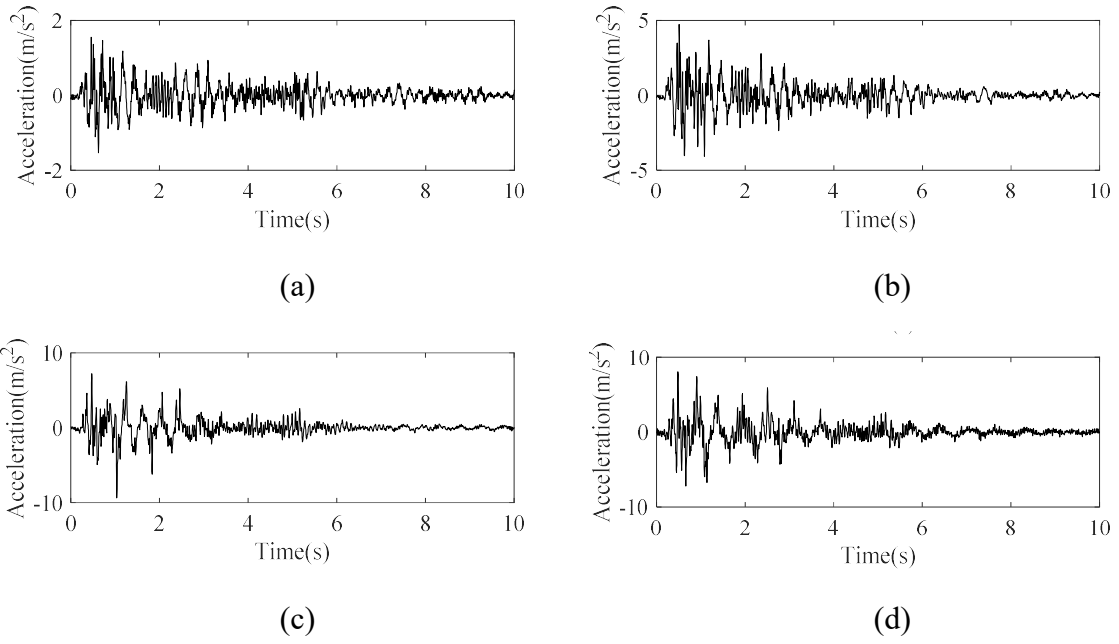 Acceleration(m/s²)
2
0
-2
0 2 4 6 8 10
Time(s)
(a)
Acceleration(m/s²)
5
0
-5
0 2 4 6 8 10
Time(s)
(b)
Acceleration(m/s²)
10
0
-10
0 2 4 6 8 10
Time(s)
(c)
Acceleration(m/s²)
10
0
-10
0 2 4 6 8 10
Time(s)
(d)